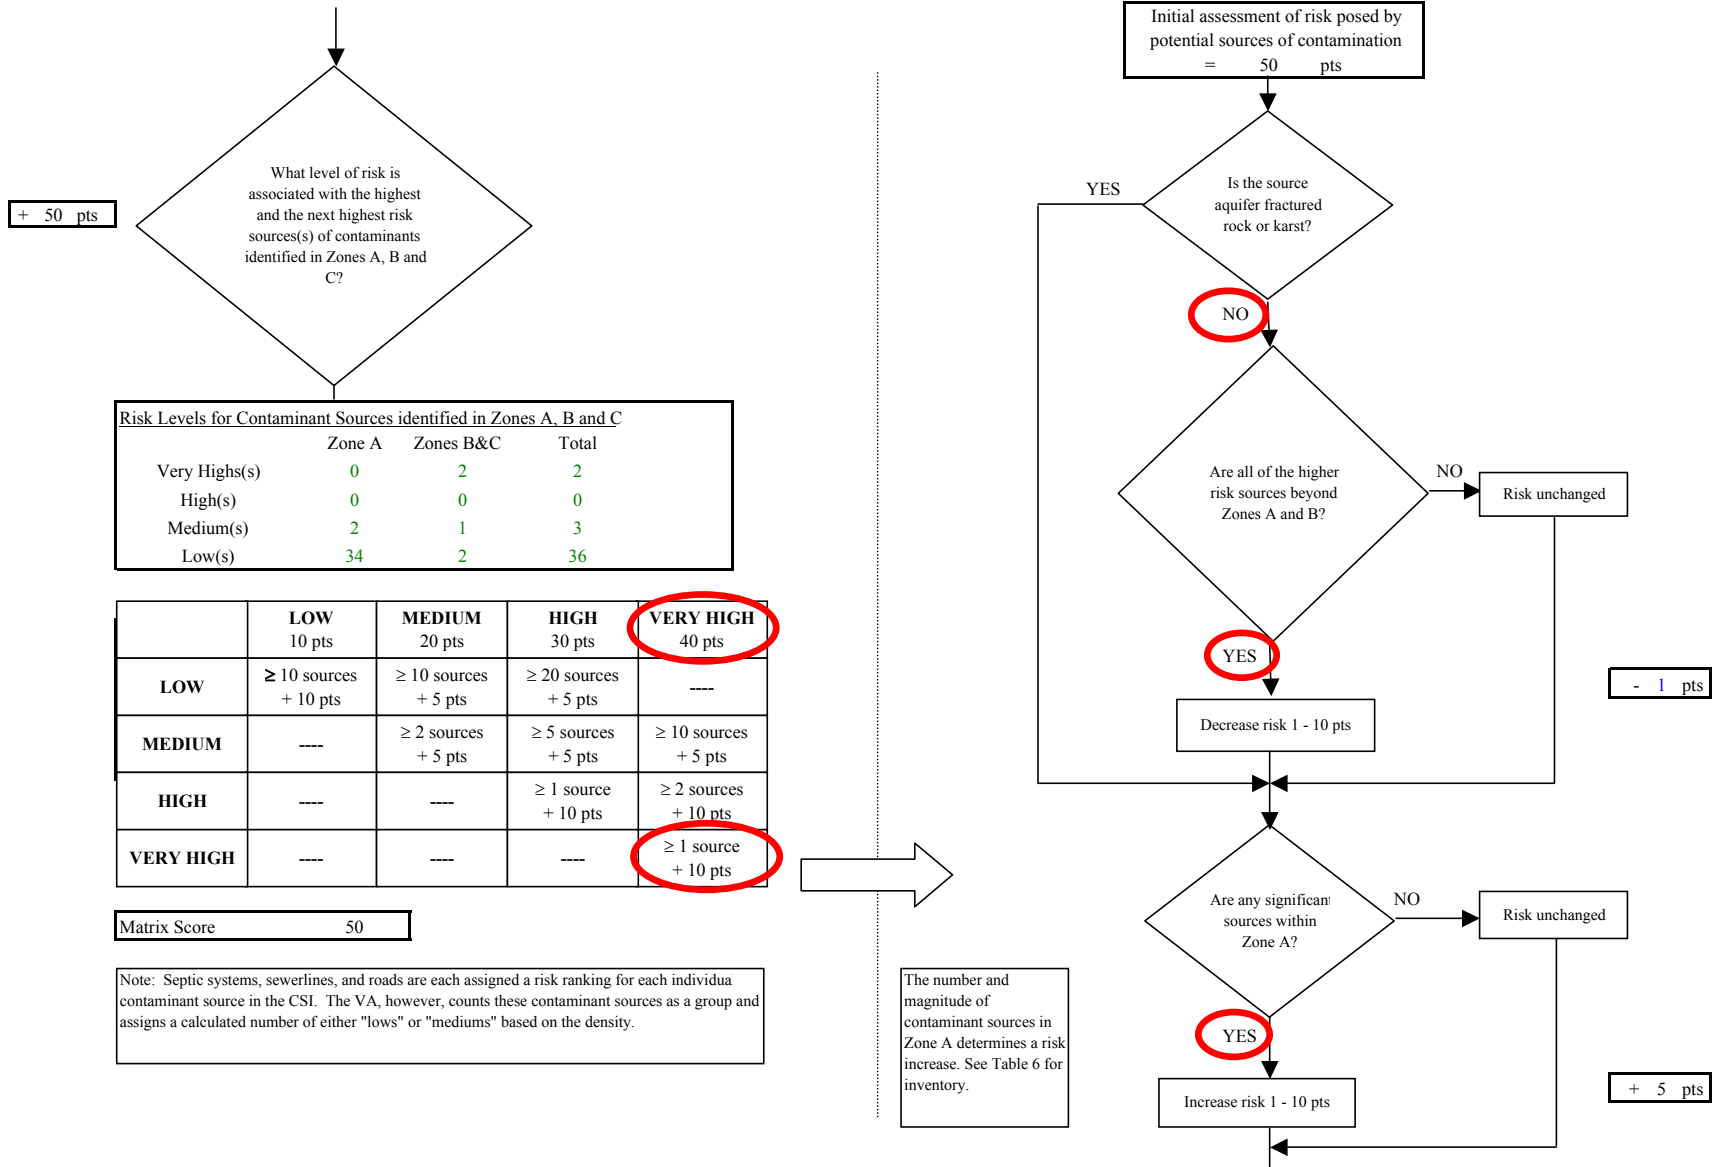 What level of risk is
associated with the highest
and the next highest risk
sources(s) of contaminants
identified in Zones A, B and
C?
+ 50 pts
Risk Levels for Contaminant Sources identified in Zones A, B and C
Zone A Zones B&C Total
Very Highs(s) 0 2 2
High(s) 0 0 0
Medium(s) 2 1 3
Low(s) 34 2 36
LOW MEDIUM HIGH VERY HIGH
10 pts 20 pts 30 pts 40 pts
LOW ≥ 10 sources + 10 pts ≥ 10 sources + 5 pts ≥ 20 sources + 5 pts ----
MEDIUM ---- ≥ 2 sources + 5 pts ≥ 5 sources + 5 pts ≥ 10 sources + 5 pts
HIGH ---- ---- ≥ 1 source + 10 pts ≥ 2 sources + 10 pts
VERY HIGH ---- ---- ---- ≥ 1 source + 10 pts
Matrix Score 50
Note: Septic systems, sewerlines, and roads are each assigned a risk ranking for each individua
contaminant source in the CSI. The VA, however, counts these contaminant sources as a group and
assigns a calculated number of either "lows" or "mediums" based on the density.
Initial assessment of risk posed by
potential sources of contamination
= 50 pts
Is the source
aquifer fractured
rock or karst?
YES
NO
Are all of the higher
risk sources beyond
Zones A and B?
NO
Risk unchanged
YES
- 1 pts
Decrease risk 1 - 10 pts
Are any significant
sources within
Zone A?
NO
Risk unchanged
The number and
magnitude of
contaminant sources in
Zone A determines a risk
increase. See Table 6 for
inventory.
YES
Increase risk 1 - 10 pts
+ 5 pts